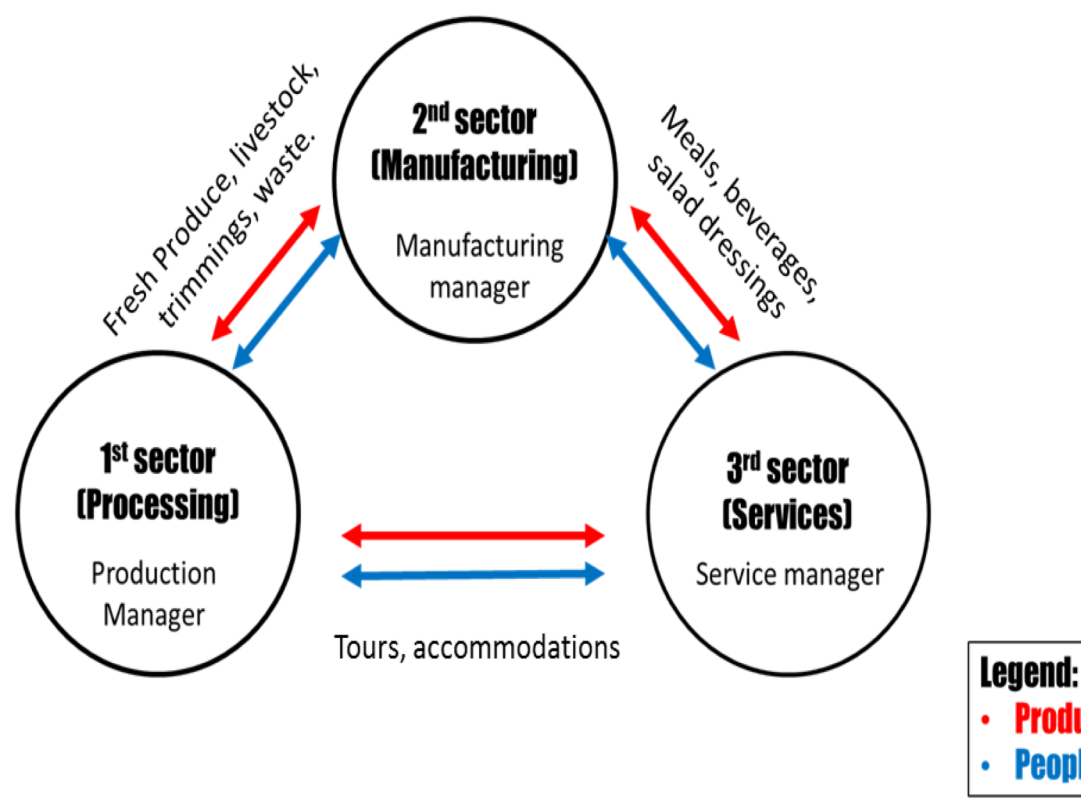 Fresh Produce, livestock,
trimmings, waste.
2nd sector
(Manufacturing)
Manufacturing
manager
Meals, beverages,
salad dressings
1st sector
(Processing)
Production
Manager
3rd sector
(Services)
Service manager
Tours, accommodations
Legend: